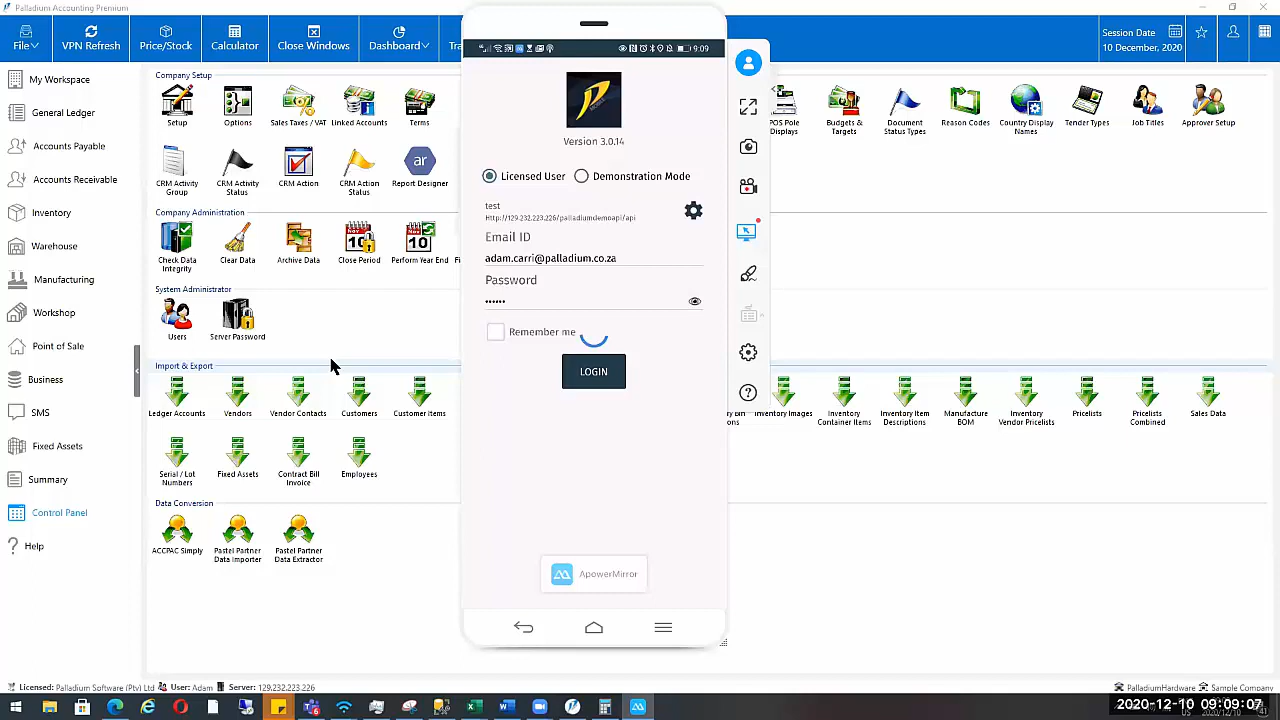 Palladium Accounting Premium
VPN Refresh
Price/Stock
Calculator
Close Windows
Dashboard
Session Date
10 December, 2020
My Workspace
General Ledger
Accounts Payable
Accounts Receivable
Inventory
Warehouse
Manufacturing
Workshop
Point of Sale
Business
SMS
Fixed Assets
Summary
Control Panel
Help
Company Setup
Setup
Options
Sales Taxes / VAT
Linked Accounts
Terms
POS Pole Displays
Budgets & Targets
Document Status Types
Reason Codes
Country Display Names
Tender Types
Job Titles
Approver Setup
CRM Activity Group
CRM Activity Status
CRM Action
CRM Action Status
Report Designer
ar
Company Administration
Check Data Integrity
Clear Data
Archive Data
Close Period
Perform Year End
System Administrator
Users
Server Password
Import & Export
Ledger Accounts
Vendors
Vendor Contacts
Customers
Customer Items
Inventory Images
Inventory Container Items
Inventory Item Descriptions
Manufacture BOM
Inventory Vendor Pricelists
Pricelists
Pricelists Combined
Sales Data
Serial / Lot Numbers
Fixed Assets
Contract Bill Invoice
Employees
Data Conversion
ACCPAC Simply
Pastel Partner Data Importer
Pastel Partner Data Extractor
9:09
Version 3.0.14
Licensed User
Demonstration Mode
test
Http://129.232.223.226/palladiumdemoapi/api
Email ID
adam.carri@palladium.co.za
Password
••••••
Remember me
LOGIN
ApowerMirror
Licensed: Palladium Software (Pty) Ltd
User: Adam
Server: 129.232.223.226
PalladiumHardware
Sample Company
2020-12-10 09:09:07